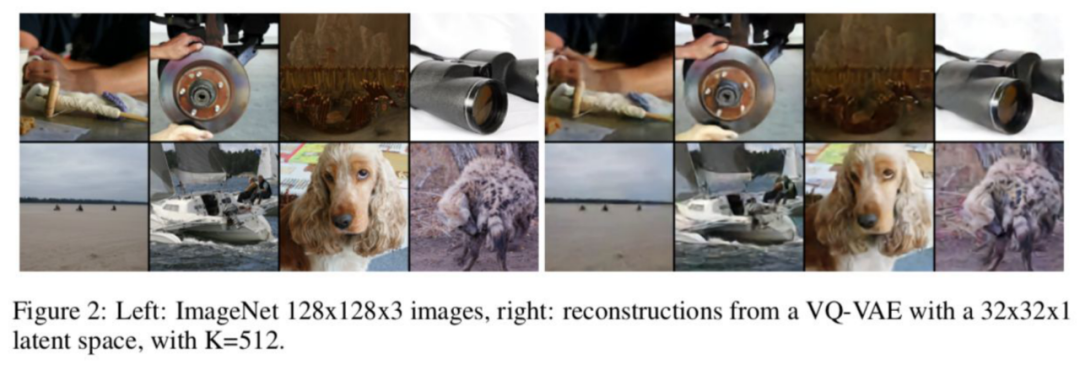 Figure 2: Left: ImageNet 128x128x3 images, right: reconstructions from a VQ-VAE with a 32x32x1
latent space, with K=512.